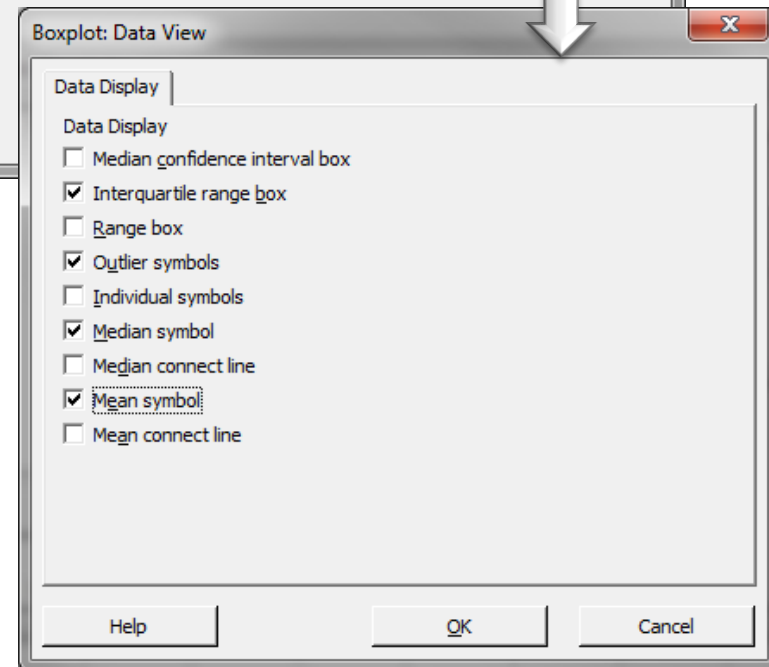 Boxplot: Data View
Data Display
Data Display
Median confidence interval box
Interquartile range box
Range box
Outlier symbols
Individual symbols
Median symbol
Median connect line
Mean symbol
Mean connect line
Help OK Cancel